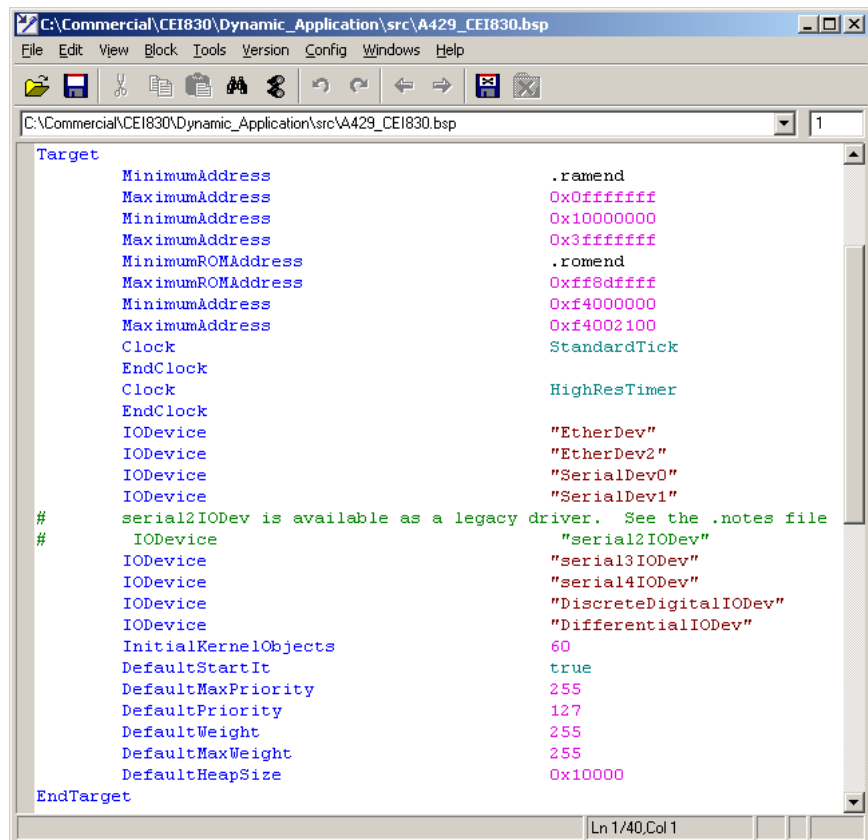 C:\Commercial\CEI830\Dynamic_Application\src\A429_CEI830.bsp
File Edit View Block Tools Version Config Windows Help
C:\Commercial\CEI830\Dynamic_Application\src\A429_CEI830.bsp 1
Target
MinimumAddress .ramend
MaximumAddress 0x0fffffff
MinimumAddress 0x10000000
MaximumAddress 0x3fffffff
MinimumROMAddress .romend
MaximumROMAddress 0xff8dffff
MinimumAddress 0xf4000000
MaximumAddress 0xf4002100
Clock StandardTick
EndClock
Clock HighResTimer
EndClock
IODevice "EtherDev"
IODevice "EtherDev2"
IODevice "SerialDev0"
IODevice "SerialDev1"
# serial2IODev is available as a legacy driver. See the .notes file
# IODevice "serial2IODev"
IODevice "serial3IODev"
IODevice "serial4IODev"
IODevice "DiscreteDigitalIODev"
IODevice "DifferentialIODev"
InitialKernelObjects 60
DefaultStartIt true
DefaultMaxPriority 255
DefaultPriority 127
DefaultWeight 255
DefaultMaxWeight 255
DefaultHeapSize 0x10000
EndTarget
Ln 1/40,Col 1